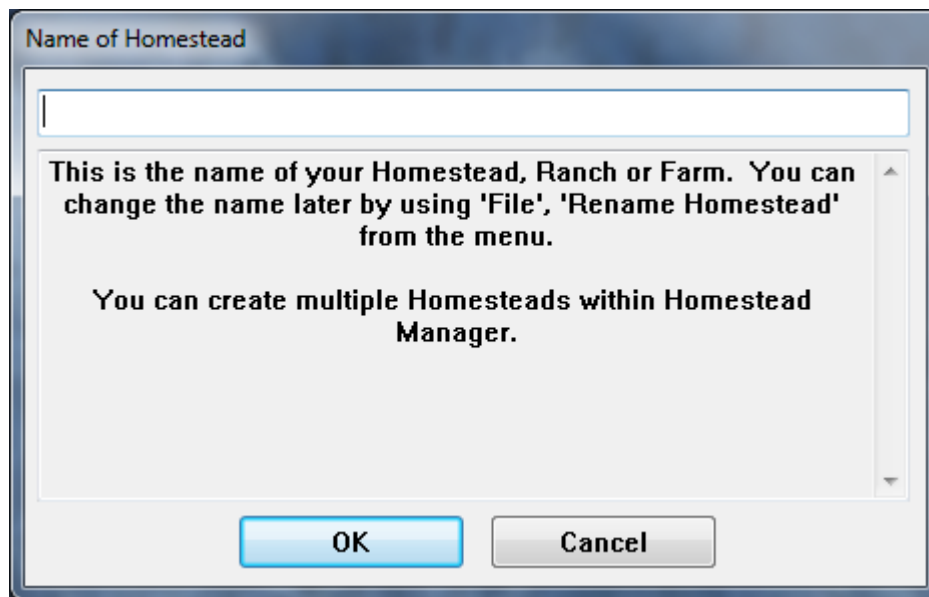 Name of Homestead
This is the name of your Homestead, Ranch or Farm.  You can
change the name later by using 'File', 'Rename Homestead'
from the menu.
You can create multiple Homesteads within Homestead
Manager.
OK
Cancel